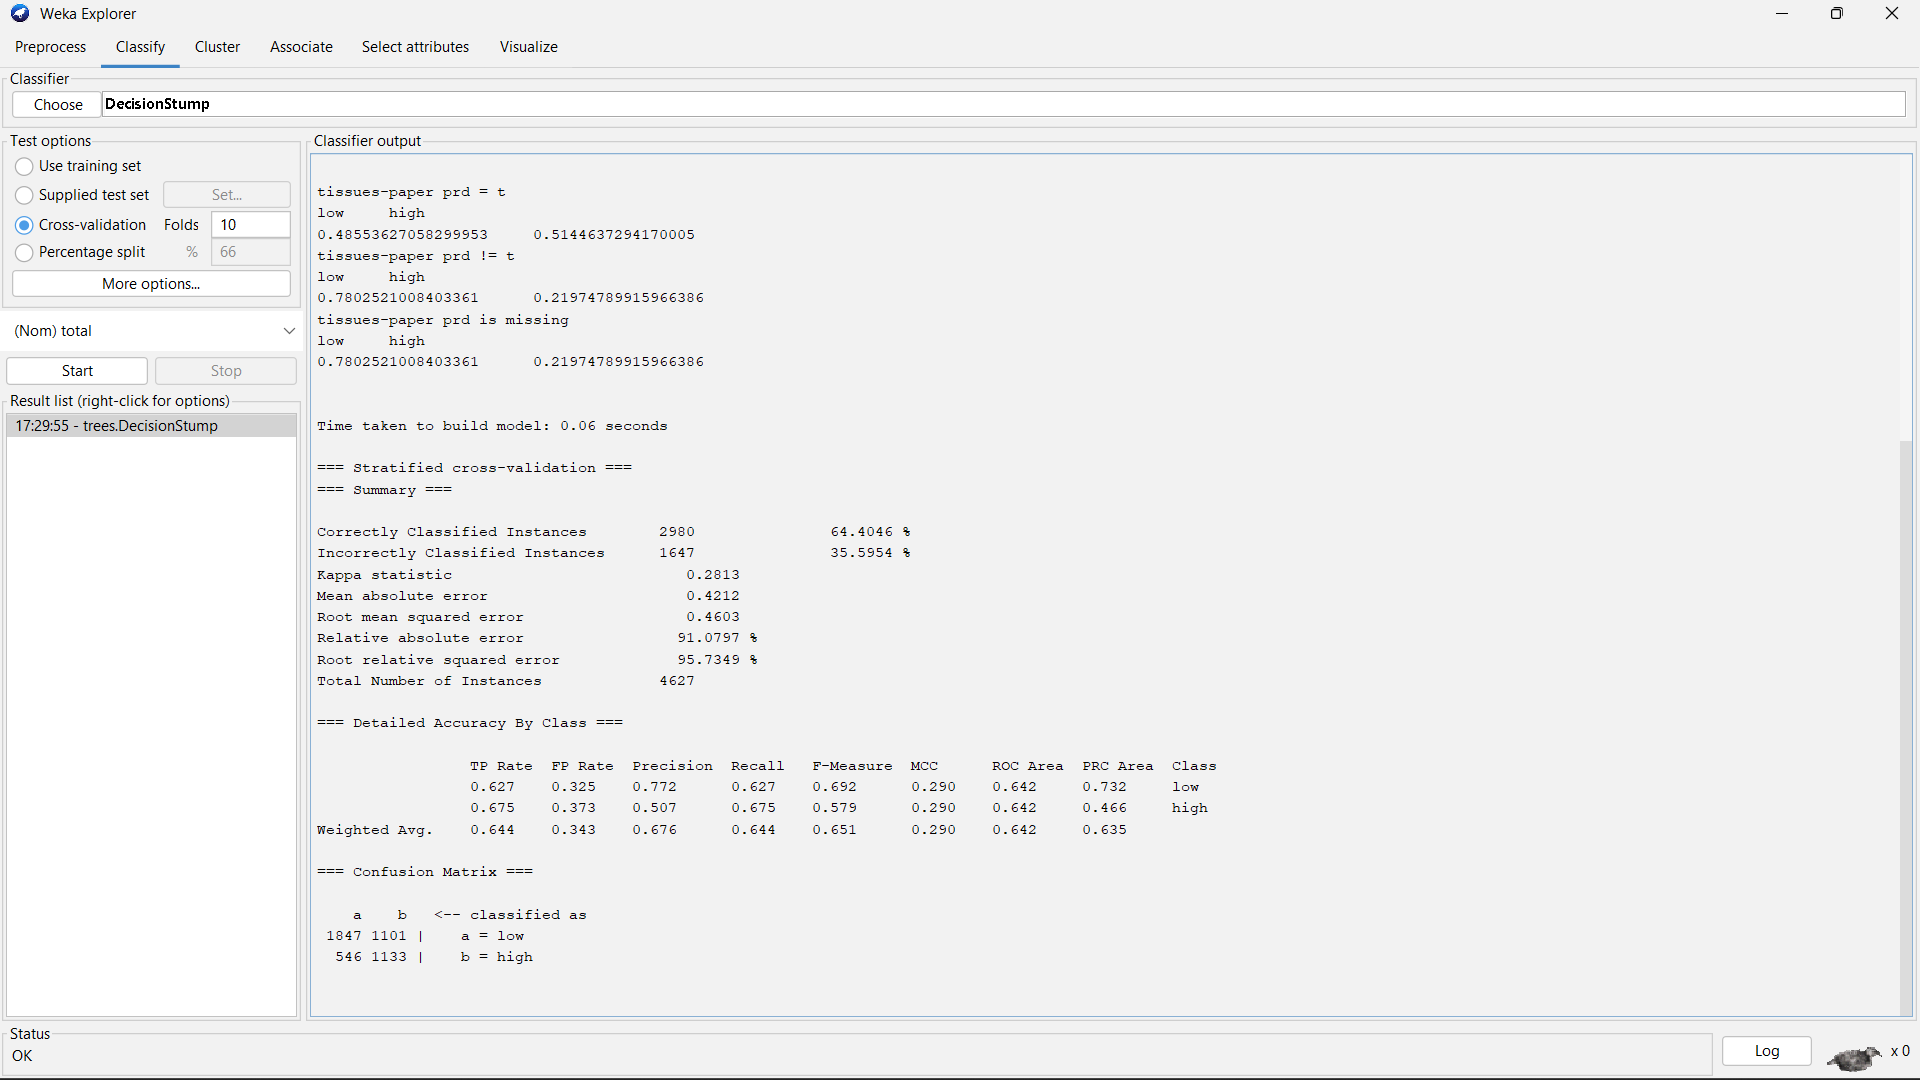 Weka Explorer
Preprocess Classify Cluster Associate Select attributes Visualize
Classifier
Choose DecisionStump
Test options
Use training set
Supplied test set Set...
Cross-validation Folds 10
Percentage split % 66
More options...
(Nom) total
Start Stop
Result list (right-click for options)
17:29:55 - trees.DecisionStump
Classifier output
tissues-paper prd = t
low high
0.48553627058299953 0.5144637294170005
tissues-paper prd != t
low high
0.7802521008403361 0.21974789915966386
tissues-paper prd is missing
low high
0.7802521008403361 0.21974789915966386
Time taken to build model: 0.06 seconds
=== Stratified cross-validation ===
=== Summary ===
Correctly Classified Instances 2980 64.4046 %
Incorrectly Classified Instances 1647 35.5954 %
Kappa statistic 0.2813
Mean absolute error 0.4212
Root mean squared error 0.4603
Relative absolute error 91.0797 %
Root relative squared error 95.7349 %
Total Number of Instances 4627
=== Detailed Accuracy By Class ===
TP Rate FP Rate Precision Recall F-Measure MCC ROC Area PRC Area Class
0.627 0.325 0.772 0.627 0.692 0.290 0.642 0.732 low
0.675 0.373 0.507 0.675 0.579 0.290 0.642 0.466 high
Weighted Avg. 0.644 0.343 0.676 0.644 0.651 0.290 0.642 0.635
=== Confusion Matrix ===
a b <-- classified as
1847 1101 | a = low
546 1133 | b = high
Status
OK
Log x 0